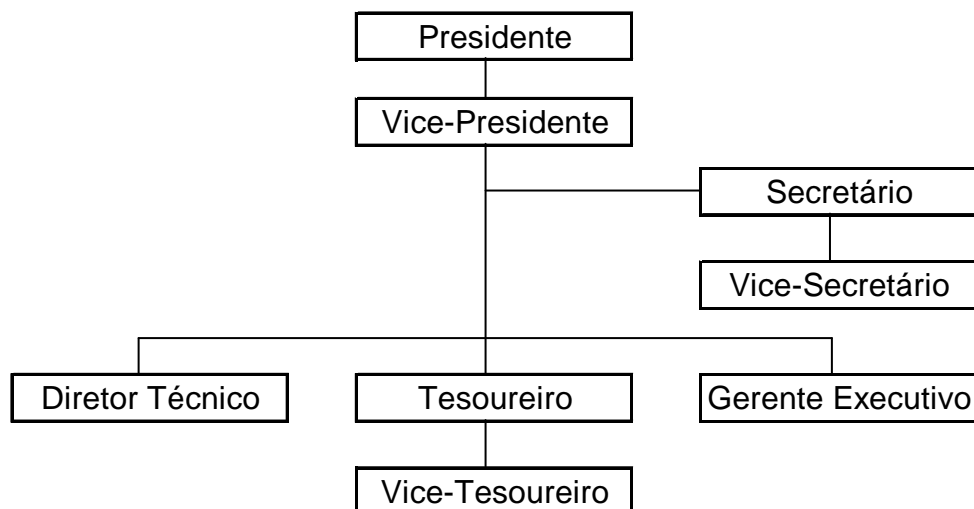 Presidente
Vice-Presidente
Secretário
Vice-Secretário
Diretor Técnico
Tesoureiro
Gerente Executivo
Vice-Tesoureiro